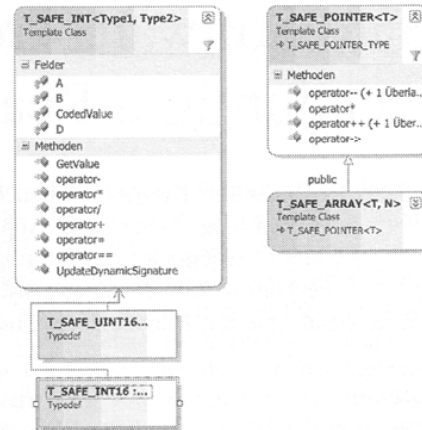 T_SAFE_INT<Type1, Type2>
Template Class
Felder
A
B
CodedValue
D
Methoden
GetValue
operator-
operator*
operator/
operator+
operator=
operator==
UpdateDynamicSignature
T_SAFE_UINT16...
Typedef
T_SAFE_INT16 :...
Typedef
T_SAFE_POINTER<T>
Template Class
T_SAFE_POINTER_TYPE
Methoden
operator-- (+ 1 Überla...
operator*
operator++ (+ 1 Über...
operator->
public
T_SAFE_ARRAY<T, N>
Template Class
T_SAFE_POINTER<T>